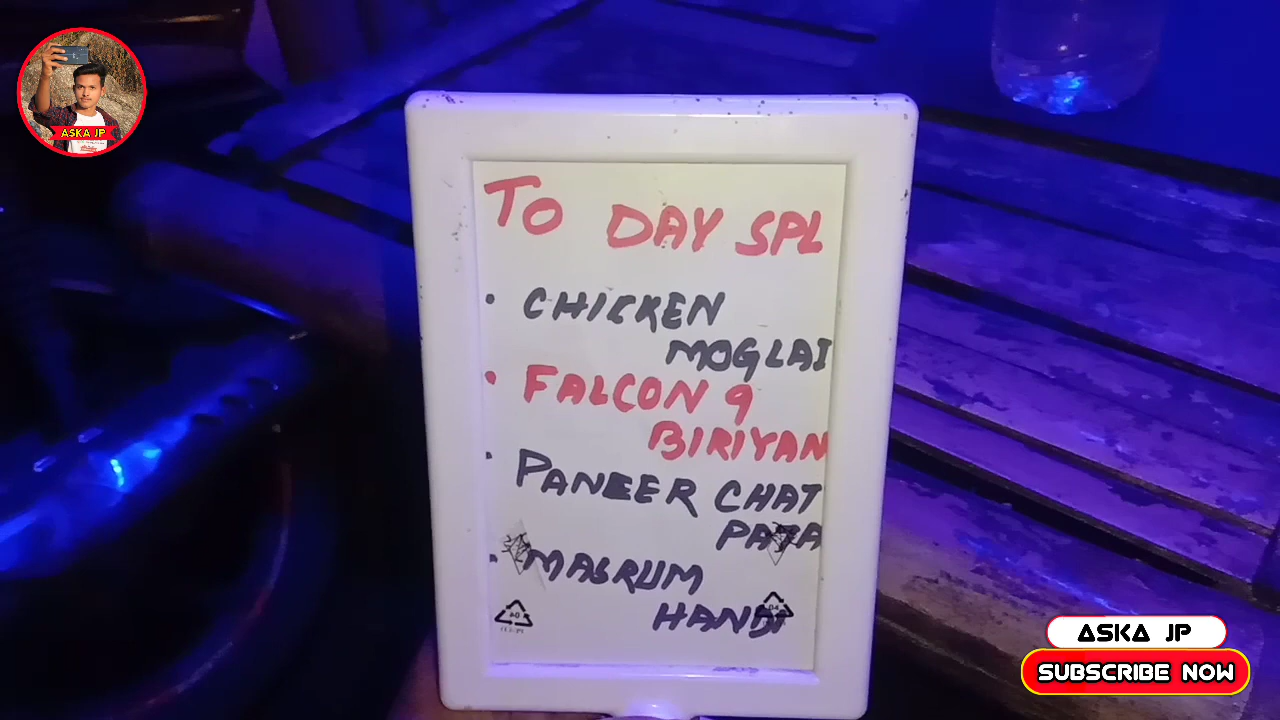 ASKA JP
TO DAY SPL
• CHICKEN
MOGLAI
• FALCON 9
BIRIYAN
• PANEER CHAT
PATA
• MASRUM
HANDI
04
ASKA JP
SUBSCRIBE NOW